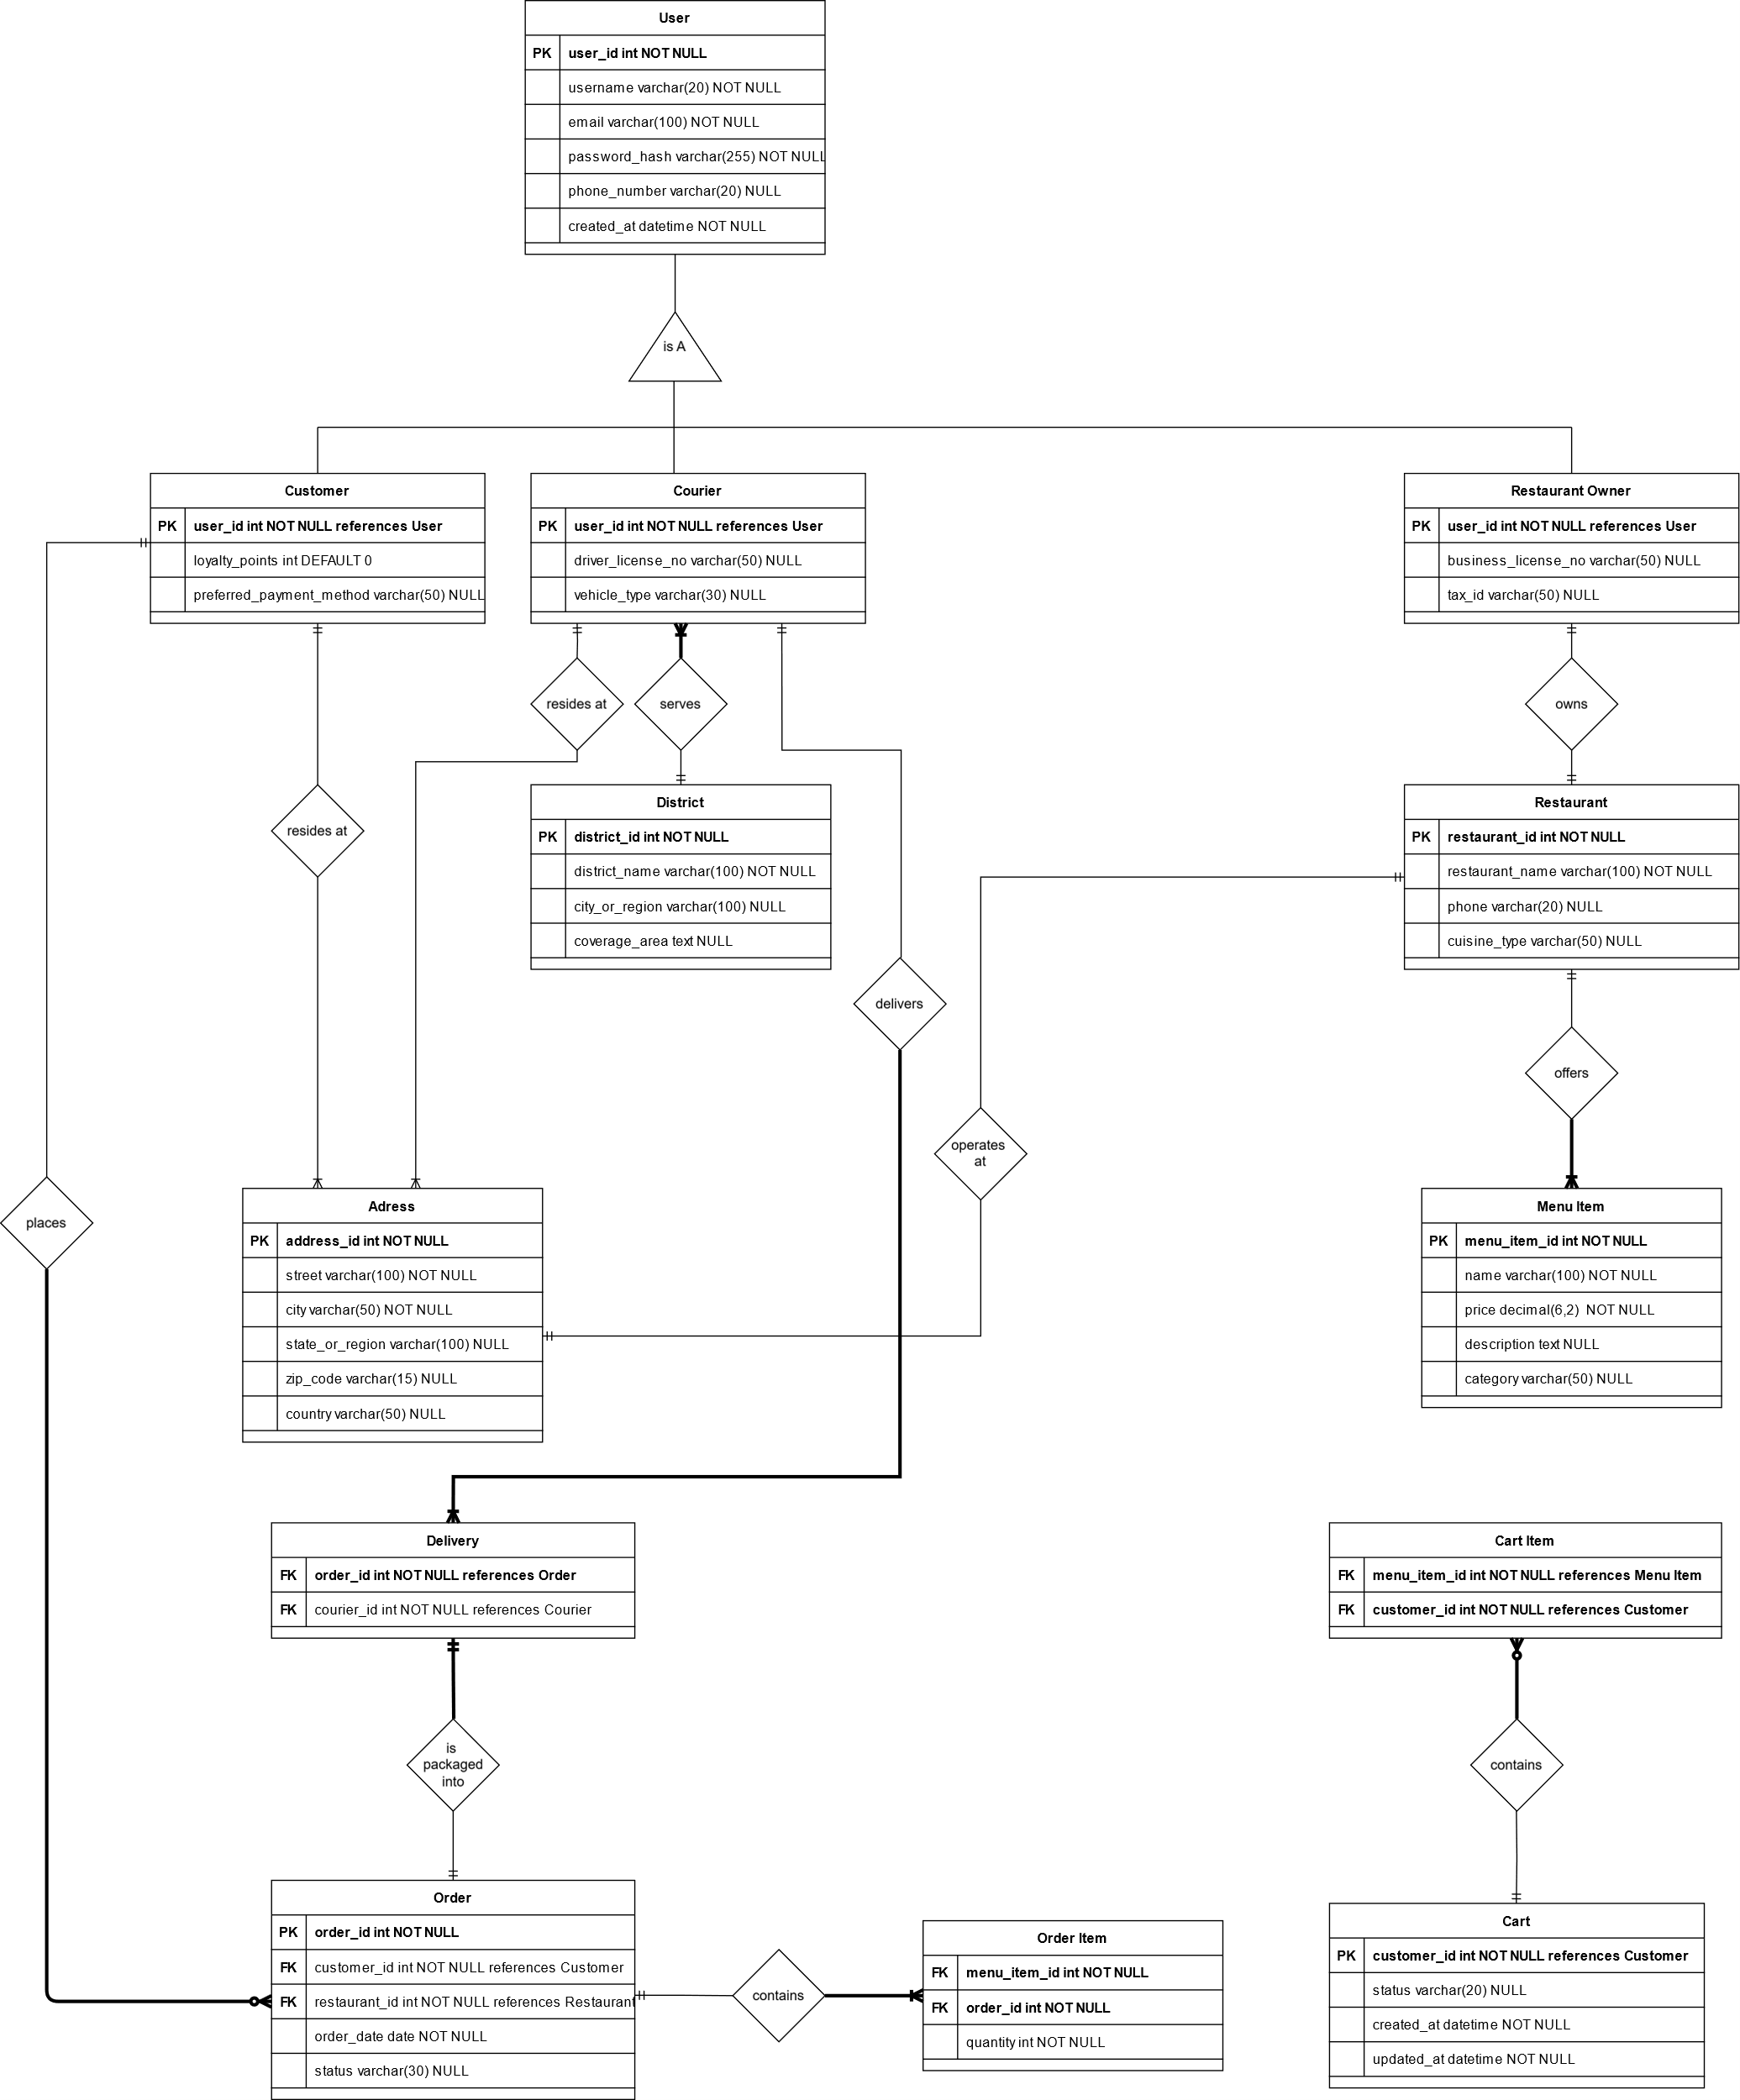 User
PK user_id int NOT NULL
username varchar(20) NOT NULL
email varchar(100) NOT NULL
password_hash varchar(255) NOT NULL
phone_number varchar(20) NULL
created_at datetime NOT NULL
is A
Customer
PK user_id int NOT NULL references User
loyalty_points int DEFAULT 0
preferred_payment_method varchar(50) NULL
Courier
PK user_id int NOT NULL references User
driver_license_no varchar(50) NULL
vehicle_type varchar(30) NULL
Restaurant Owner
PK user_id int NOT NULL references User
business_license_no varchar(50) NULL
tax_id varchar(50) NULL
resides at
serves
owns
resides at
District
PK district_id int NOT NULL
district_name varchar(100) NOT NULL
city_or_region varchar(100) NULL
coverage_area text NULL
Restaurant
PK restaurant_id int NOT NULL
restaurant_name varchar(100) NOT NULL
phone varchar(20) NULL
cuisine_type varchar(50) NULL
delivers
offers
operates
at
places
Adress
PK address_id int NOT NULL
street varchar(100) NOT NULL
city varchar(50) NOT NULL
state_or_region varchar(100) NULL
zip_code varchar(15) NULL
country varchar(50) NULL
Menu Item
PK menu_item_id int NOT NULL
name varchar(100) NOT NULL
price decimal(6,2) NOT NULL
description text NULL
category varchar(50) NULL
Delivery
FK order_id int NOT NULL references Order
FK courier_id int NOT NULL references Courier
Cart Item
FK menu_item_id int NOT NULL references Menu Item
FK customer_id int NOT NULL references Customer
is
packaged
into
contains
Order
PK order_id int NOT NULL
FK customer_id int NOT NULL references Customer
FK restaurant_id int NOT NULL references Restaurant
order_date date NOT NULL
status varchar(30) NULL
contains
Order Item
FK menu_item_id int NOT NULL
FK order_id int NOT NULL
quantity int NOT NULL
Cart
PK customer_id int NOT NULL references Customer
status varchar(20) NULL
created_at datetime NOT NULL
updated_at datetime NOT NULL